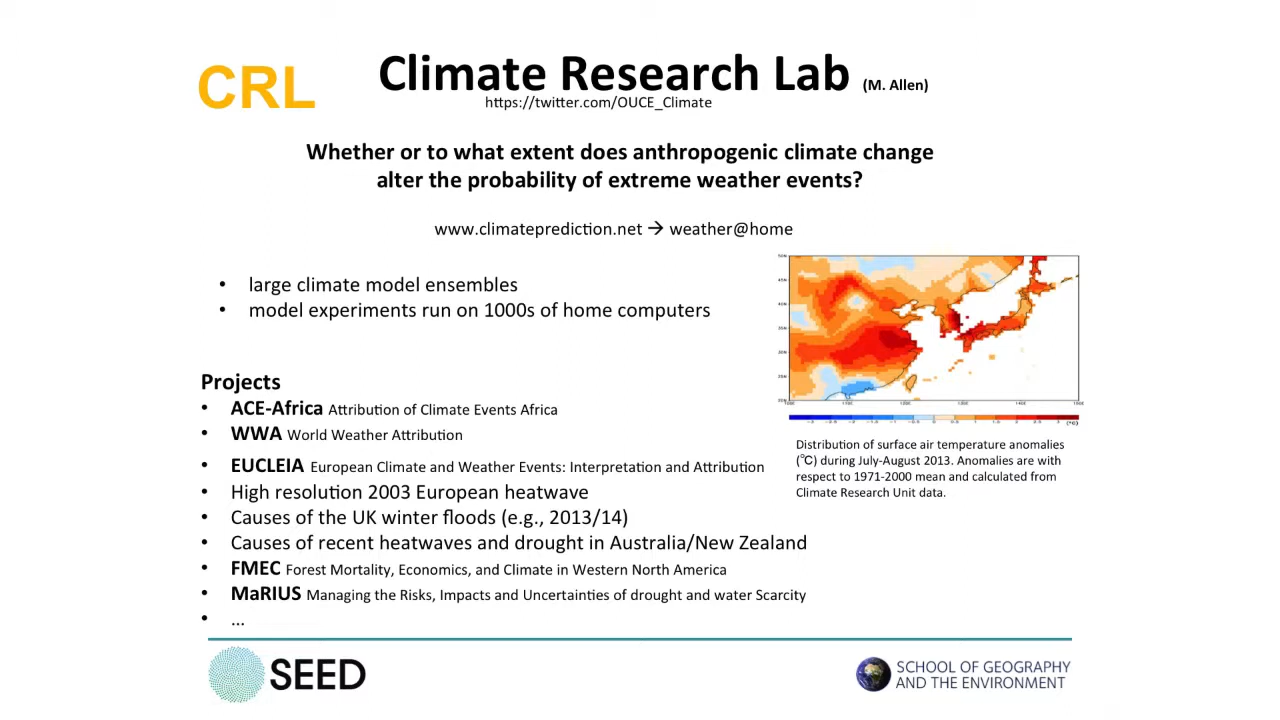 CRL
Climate Research Lab (M. Allen)
https://twitter.com/OUCE_Climate
Whether or to what extent does anthropogenic climate change
alter the probability of extreme weather events?
www.climateprediction.net → weather@home
• large climate model ensembles
• model experiments run on 1000s of home computers
50N
45N
40N
35N
30N
25N
20N
(°C)
Distribution of surface air temperature anomalies
(℃) during July-August 2013. Anomalies are with
respect to 1971-2000 mean and calculated from
Climate Research Unit data.
Projects
• ACE-Africa Attribution of Climate Events Africa
• WWA World Weather Attribution
• EUCLEIA European Climate and Weather Events: Interpretation and Attribution
• High resolution 2003 European heatwave
• Causes of the UK winter floods (e.g., 2013/14)
• Causes of recent heatwaves and drought in Australia/New Zealand
• FMEC Forest Mortality, Economics, and Climate in Western North America
• MaRIUS Managing the Risks, Impacts and Uncertainties of drought and water Scarcity
• ...
SEED
SCHOOL OF GEOGRAPHY
AND THE ENVIRONMENT